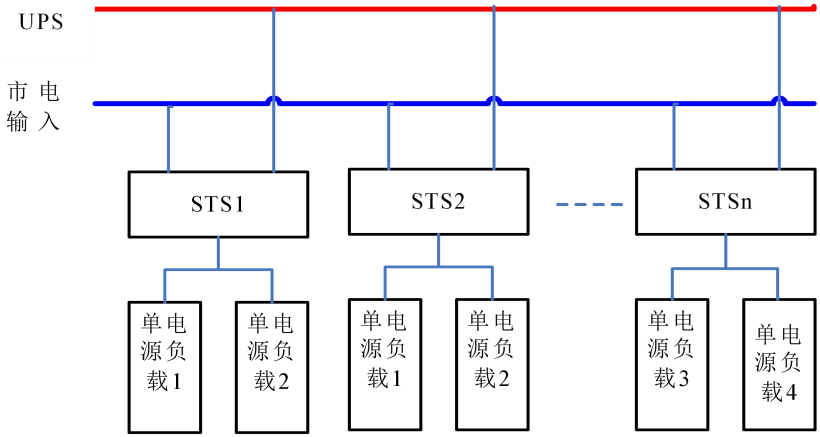 UPS
市电
输入
STS1
STS2
STSn
单电
源负
载1
单电
源负
载2
单电
源负
载1
单电
源负
载2
单电
源负
载3
单电
源负
载4